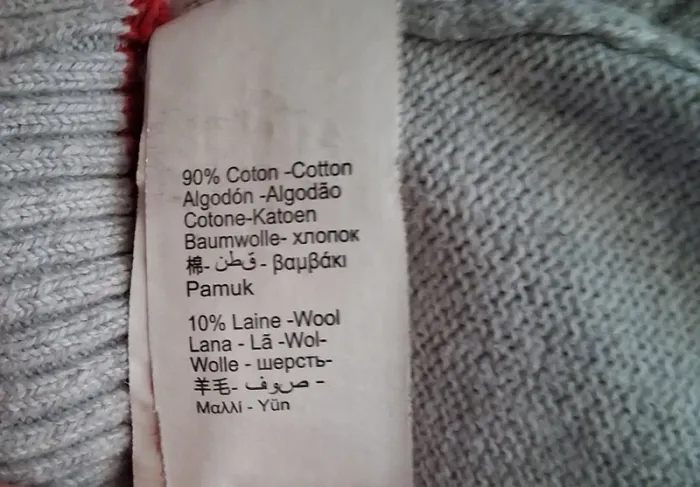 90% Coton -Cotton
Algodón -Algodão
Cotone-Katoen
Baumwolle- хлопок
棉- قطن - βαμβάκι
Pamuk
10% Laine -Wool
Lana - Lã -Wol-
Wolle - шерсть-
羊毛- صوف -
Μαλλί - Yün